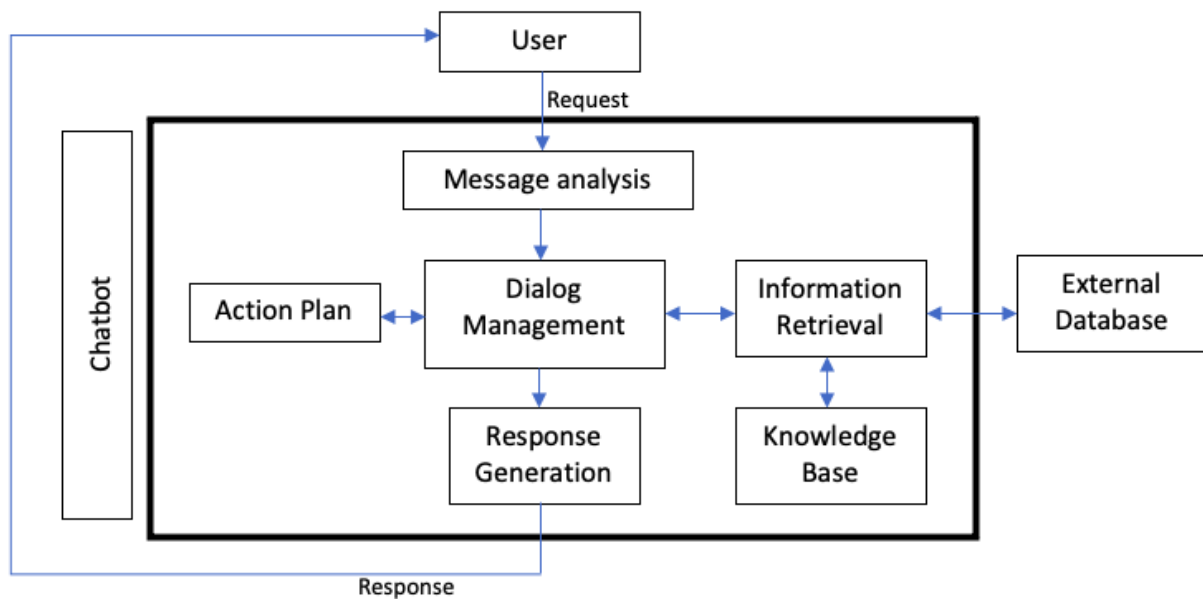 User
Request
Message analysis
Chatbot
Action Plan
Dialog
Management
Information
Retrieval
External
Database
Response
Generation
Knowledge
Base
Response